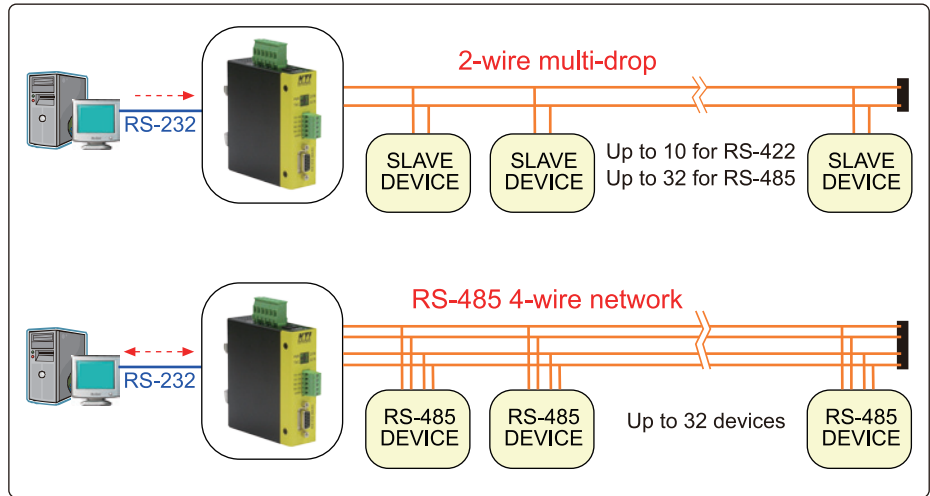 2-wire multi-drop
RS-232
KTI
SLAVE
DEVICE
SLAVE
DEVICE
Up to 10 for RS-422
Up to 32 for RS-485
SLAVE
DEVICE
RS-485 4-wire network
RS-232
KTI
RS-485
DEVICE
RS-485
DEVICE
Up to 32 devices
RS-485
DEVICE